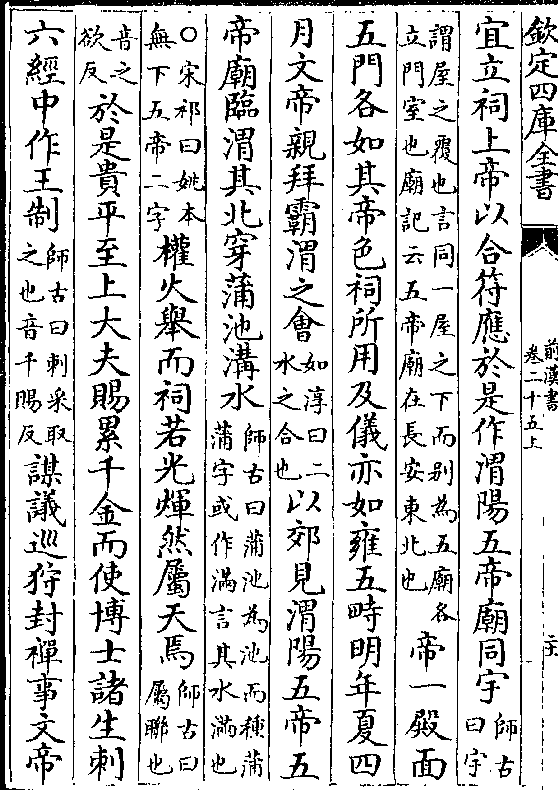 欽定四庫全書
前漢書
卷二十五上
宜立祠上帝以合符應於是作渭陽五帝廟同宇師古曰宇
謂屋之覆也言同一屋之下而别為五廟各立門室也廟記云五帝廟在長安東北也帝一殿面
五門各如其帝色祠所用及儀亦如雍五畤明年夏四
月文帝親拜霸渭之會如淳曰二水之合也以郊見渭陽五帝五
帝廟臨渭其北穿蒲池溝水師古曰蒲池為池而種蒲蒲字或作滿言其水滿也
○宋祁曰姚本無下五帝二字權火舉而祠若光煇然屬天焉師古曰屬聯也
音之欲反於是貴平至上大夫賜累千金而使博士諸生刺
六經中作王制師古曰刺采取之也音千賜反謀議巡狩封禪事文帝